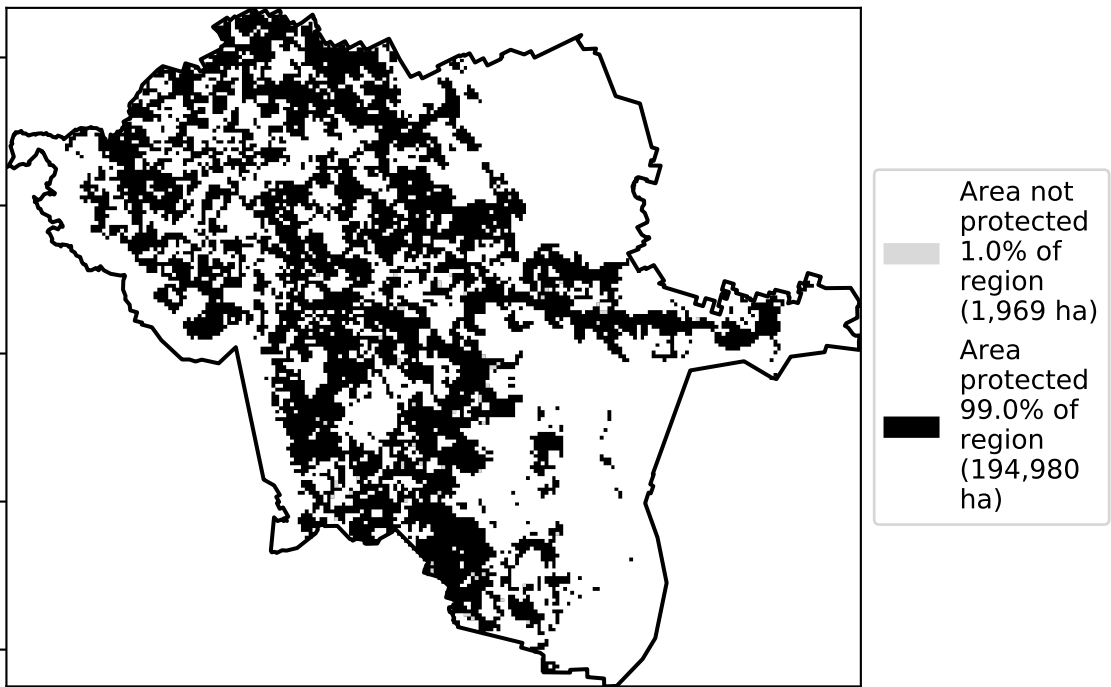 Area not
protected
1.0% of
region
(1,969 ha)
Area
protected
99.0% of
region
(194,980
ha)